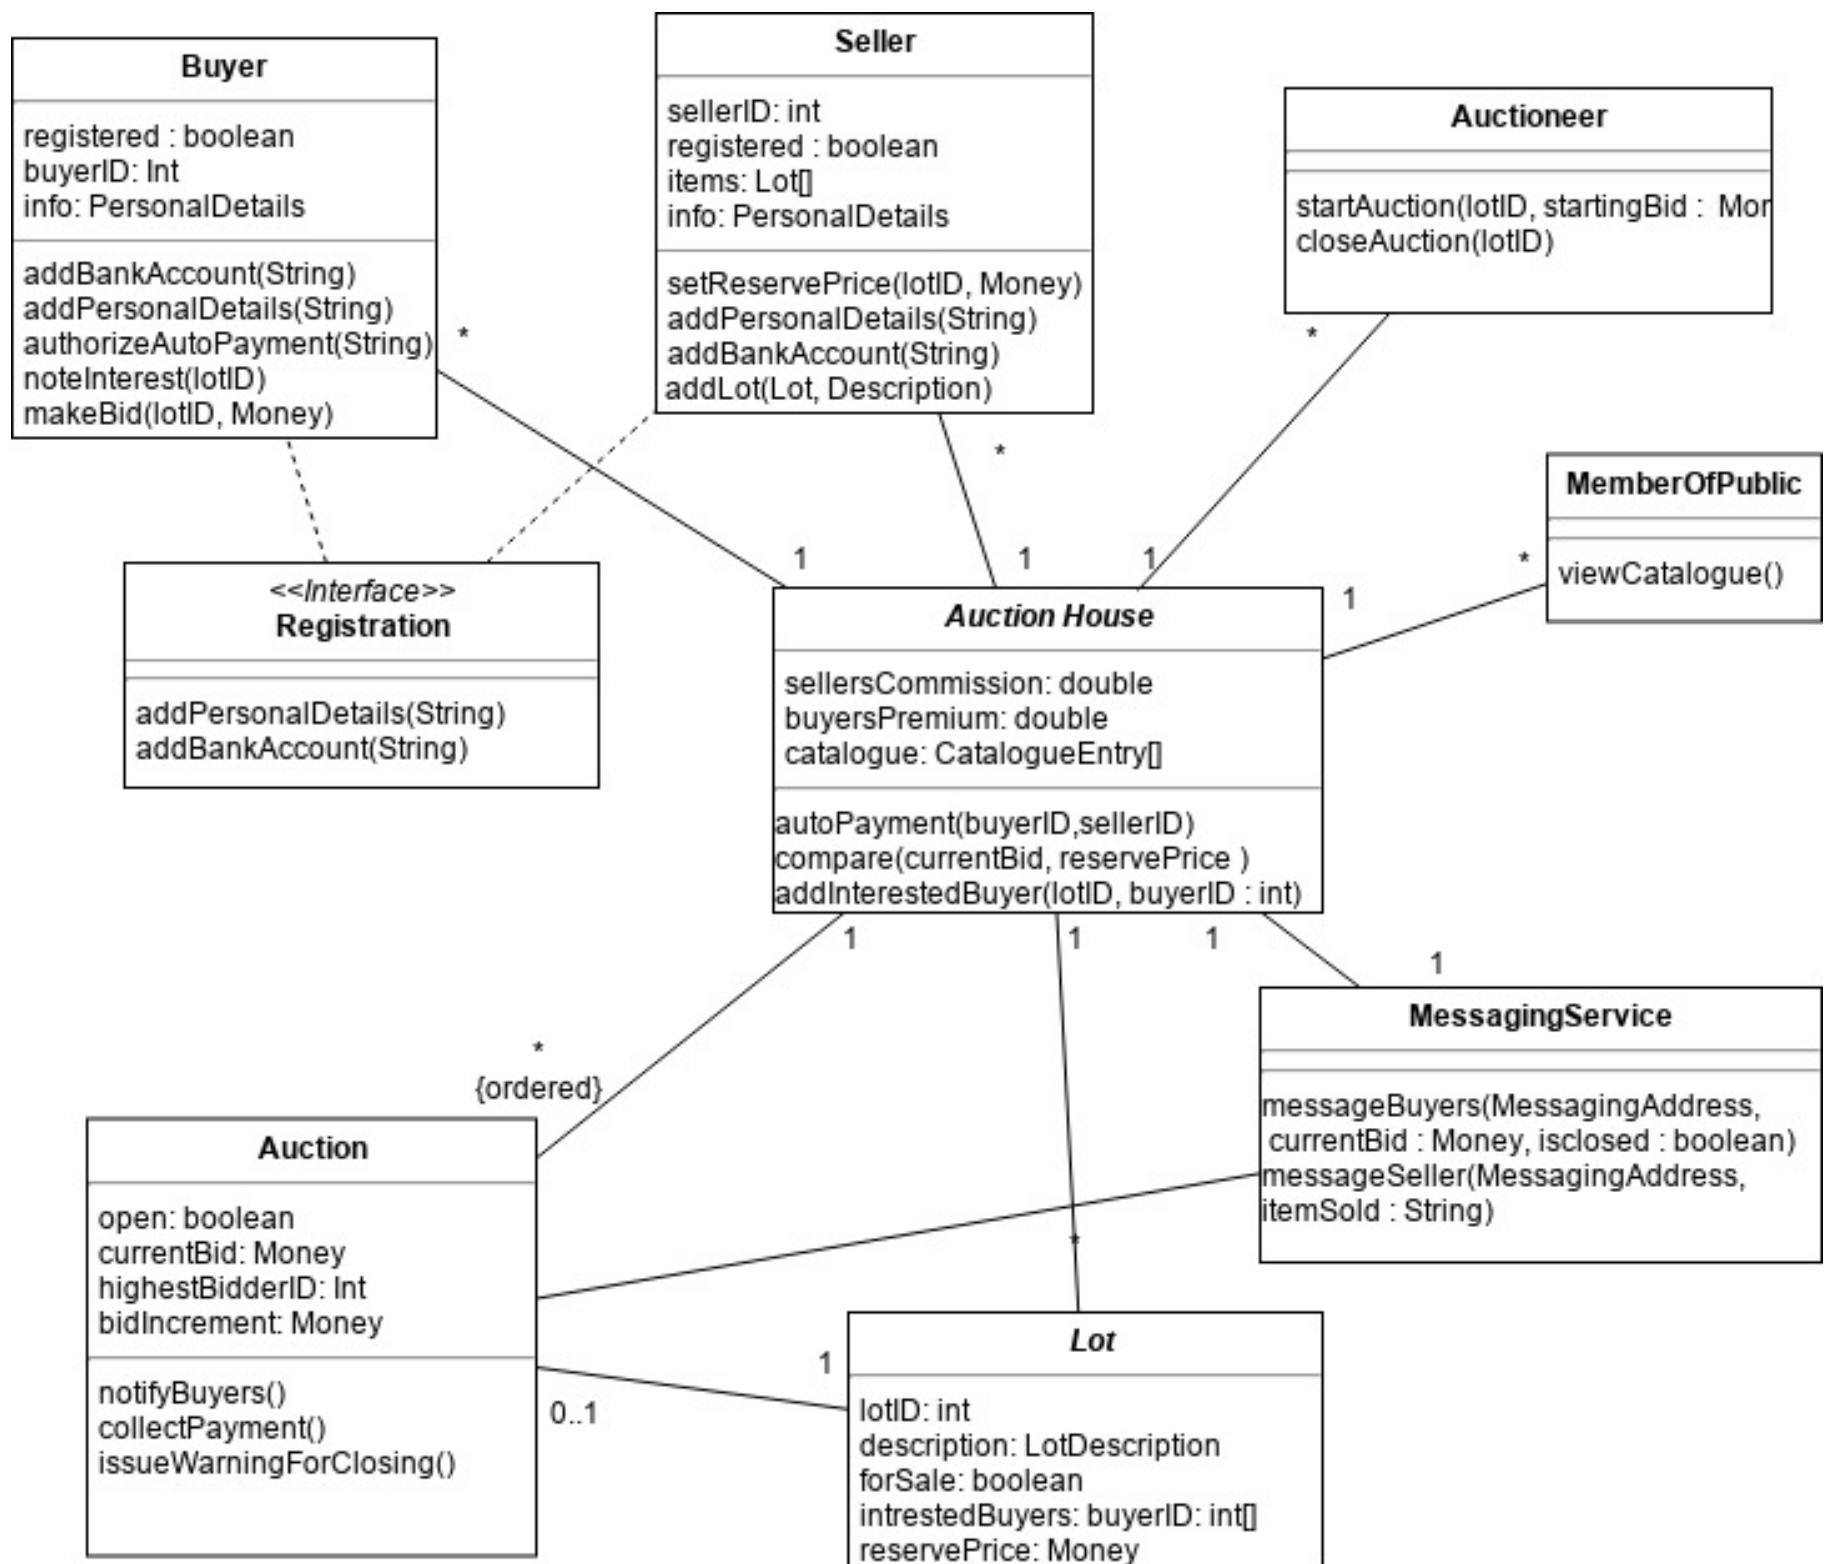 Buyer
registered : boolean
buyerID: Int
info: PersonalDetails
addBankAccount(String)
addPersonalDetails(String)
authorizeAutoPayment(String)
noteInterest(lotID)
makeBid(lotID, Money)
*
Seller
sellerID: int
registered : boolean
items: Lot[]
info: PersonalDetails
setReservePrice(lotID, Money)
addPersonalDetails(String)
addBankAccount(String)
addLot(Lot, Description)
*
Auctioneer
startAuction(lotID, startingBid : Mor
closeAuction(lotID)
*
MemberOfPublic
viewCatalogue()
*
<<Interface>>
Registration
addPersonalDetails(String)
addBankAccount(String)
1
1
1
1
Auction House
sellersCommission: double
buyersPremium: double
catalogue: CatalogueEntry[]
autoPayment(buyerID,sellerID)
compare(currentBid, reservePrice )
addInterestedBuyer(lotID, buyerID : int)
1
1
1
1
*
{ordered}
Auction
open: boolean
currentBid: Money
highestBidderID: Int
bidIncrement: Money
notifyBuyers()
collectPayment()
issueWarningForClosing()
MessagingService
messageBuyers(MessagingAddress,
currentBid : Money, isclosed : boolean)
messageSeller(MessagingAddress,
itemSold : String)
*
1
0..1
Lot
lotID: int
description: LotDescription
forSale: boolean
intrestedBuyers: buyerID: int[]
reservePrice: Money